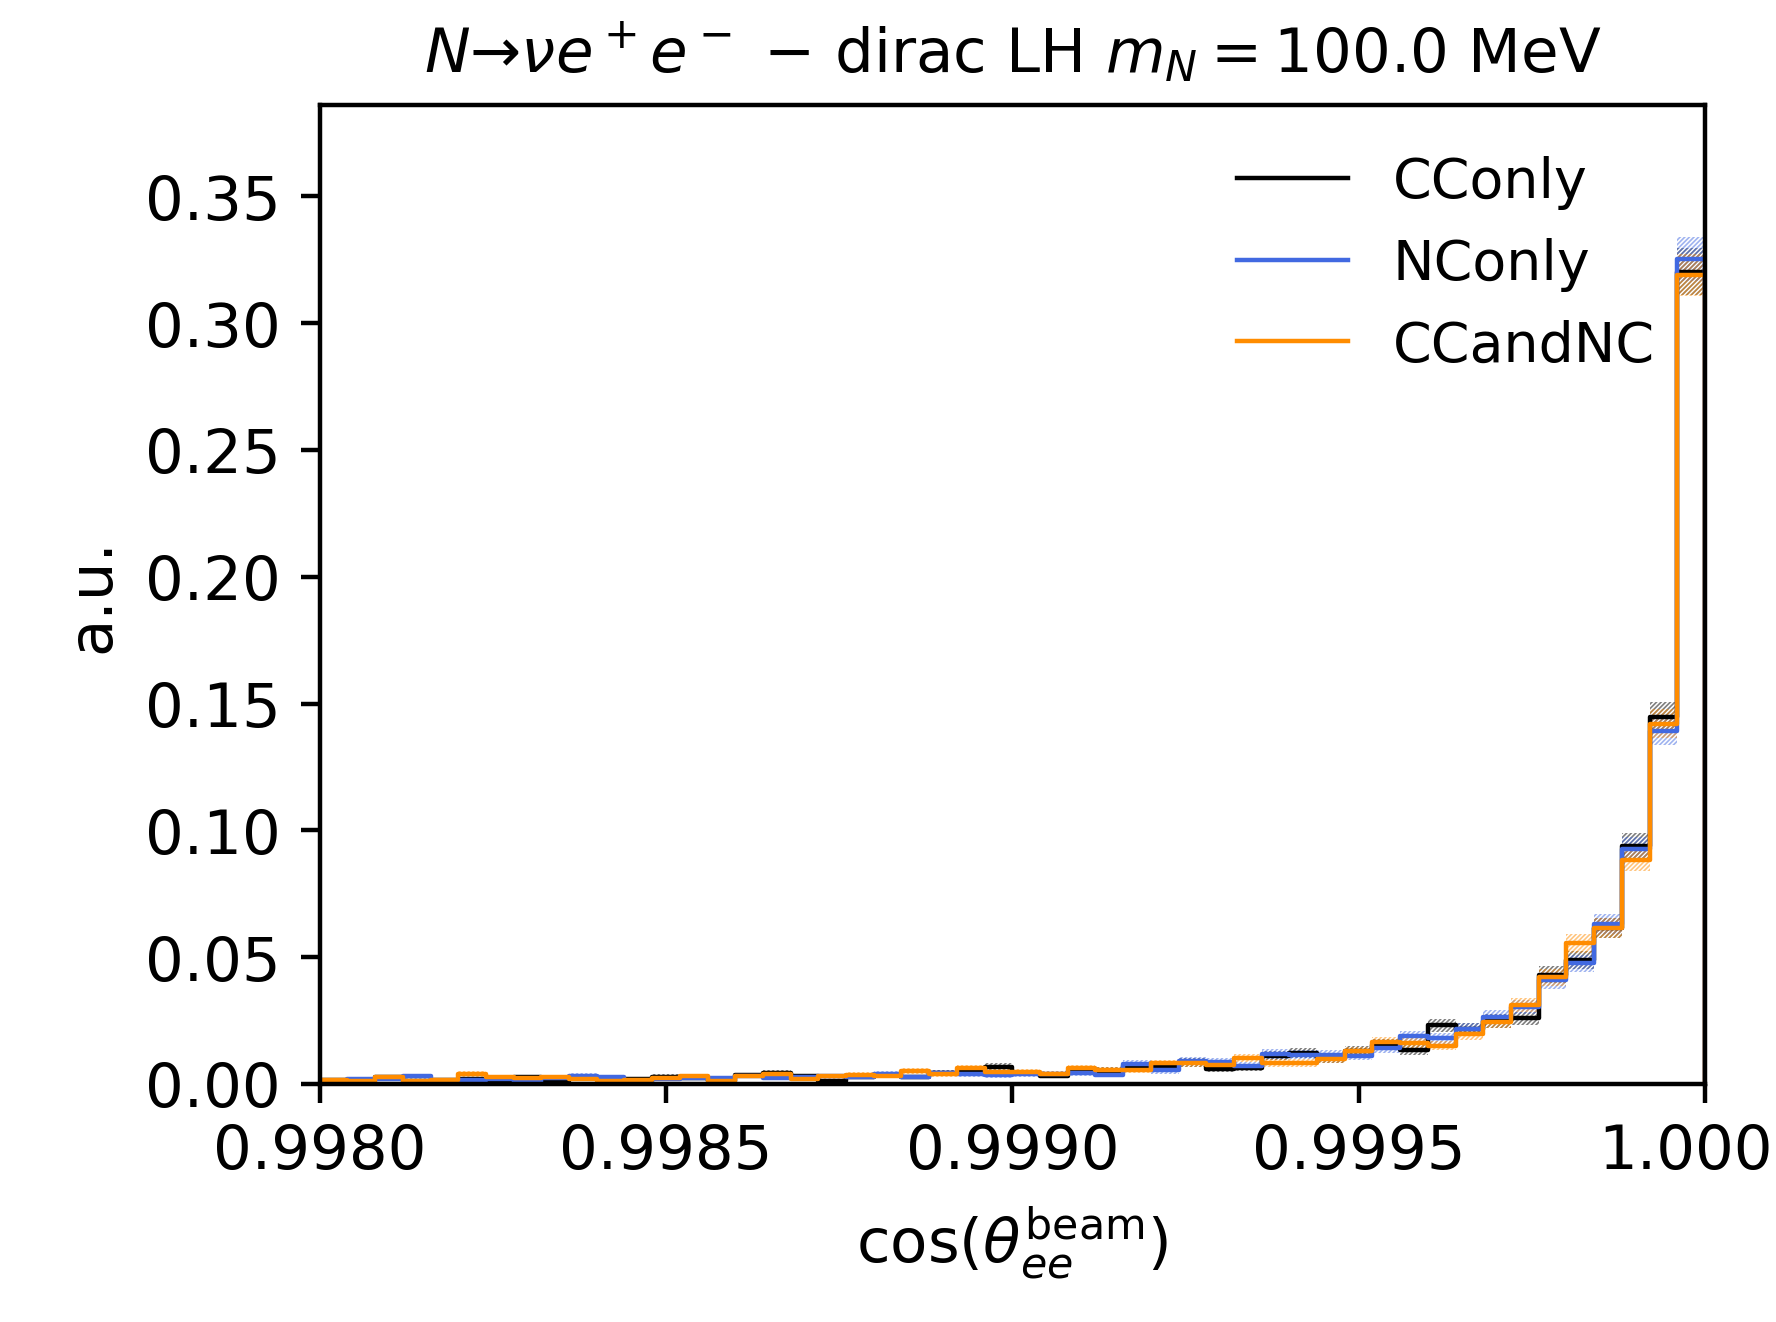 N→νe⁺e⁻ − dirac LH m_N = 100.0 MeV
CConly
NConly
CCandNC
a.u.
0.35
0.30
0.25
0.20
0.15
0.10
0.05
0.00
0.9980 0.9985 0.9990 0.9995 1.000
cos(θ_ee^beam)